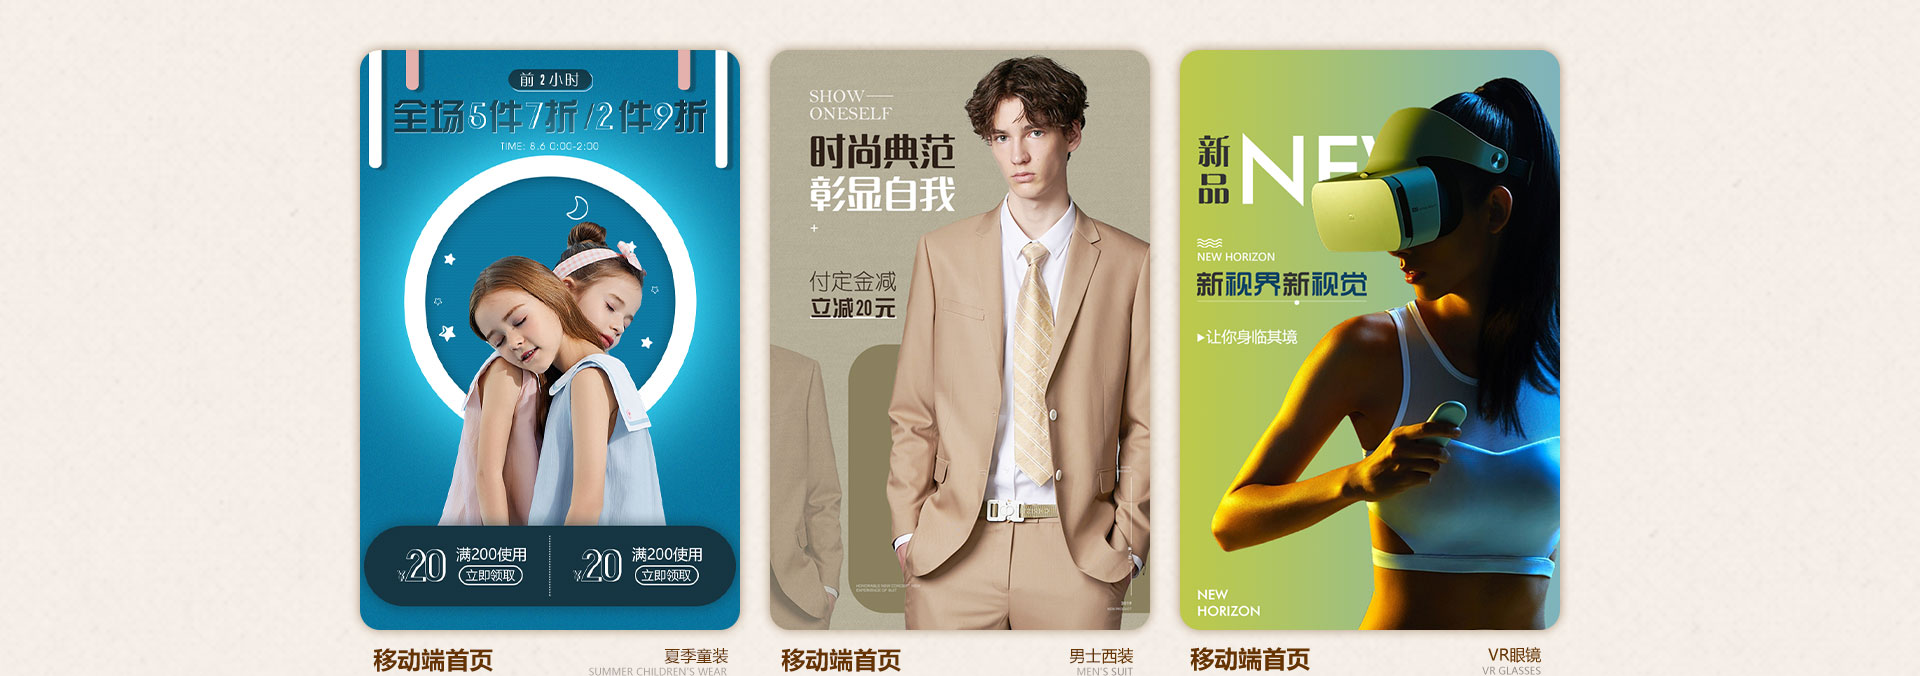 前2小时
全场5件7折/2件9折
TIME: 8.6 0:00-2:00
¥20
满200使用
立即领取
¥20
满200使用
立即领取
移动端首页
夏季童装
SUMMER CHILDREN'S WEAR
SHOW——
ONESELF
时尚典范
彰显自我
+
付定金减
立减20元
移动端首页
男士西装
MEN'S SUIT
新品
NEW
NEW HORIZON
新视界新视觉
让你身临其境
NEW
HORIZON
移动端首页
VR眼镜
VR GLASSES